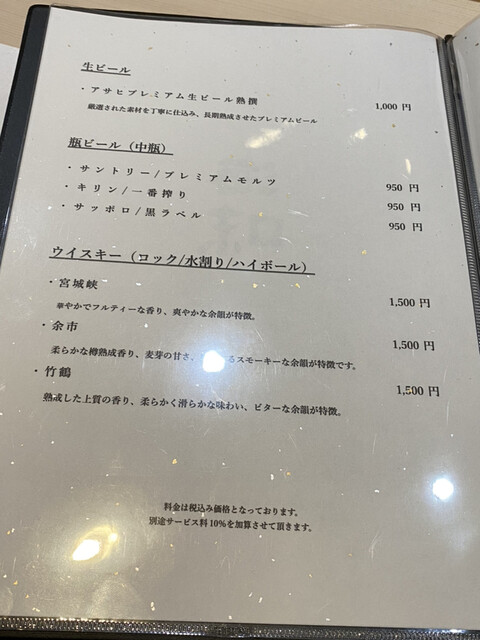 生ビール
・アサヒプレミアム生ビール熟撰 1,000 円
厳選された素材を丁寧に仕込み、長期熟成させたプレミアムビール
瓶ビール（中瓶）
・サントリー/プレミアムモルツ 950 円
・キリン/一番搾り 950 円
・サッポロ/黒ラベル 950 円
ウイスキー（ロック/水割り/ハイボール）
・宮城峡 1,500 円
華やかでフルティーな香り、爽やかな余韻が特徴。
・余市 1,500 円
柔らかな樽熟成香り、麦芽の甘さ、 るスモーキーな余韻が特徴です。
・竹鶴 1,500 円
熟成した上質の香り、柔らかく滑らかな味わい、ビターな余韻が特徴。
料金は税込み価格となっております。
別途サービス料 10%を加算させて頂きます。